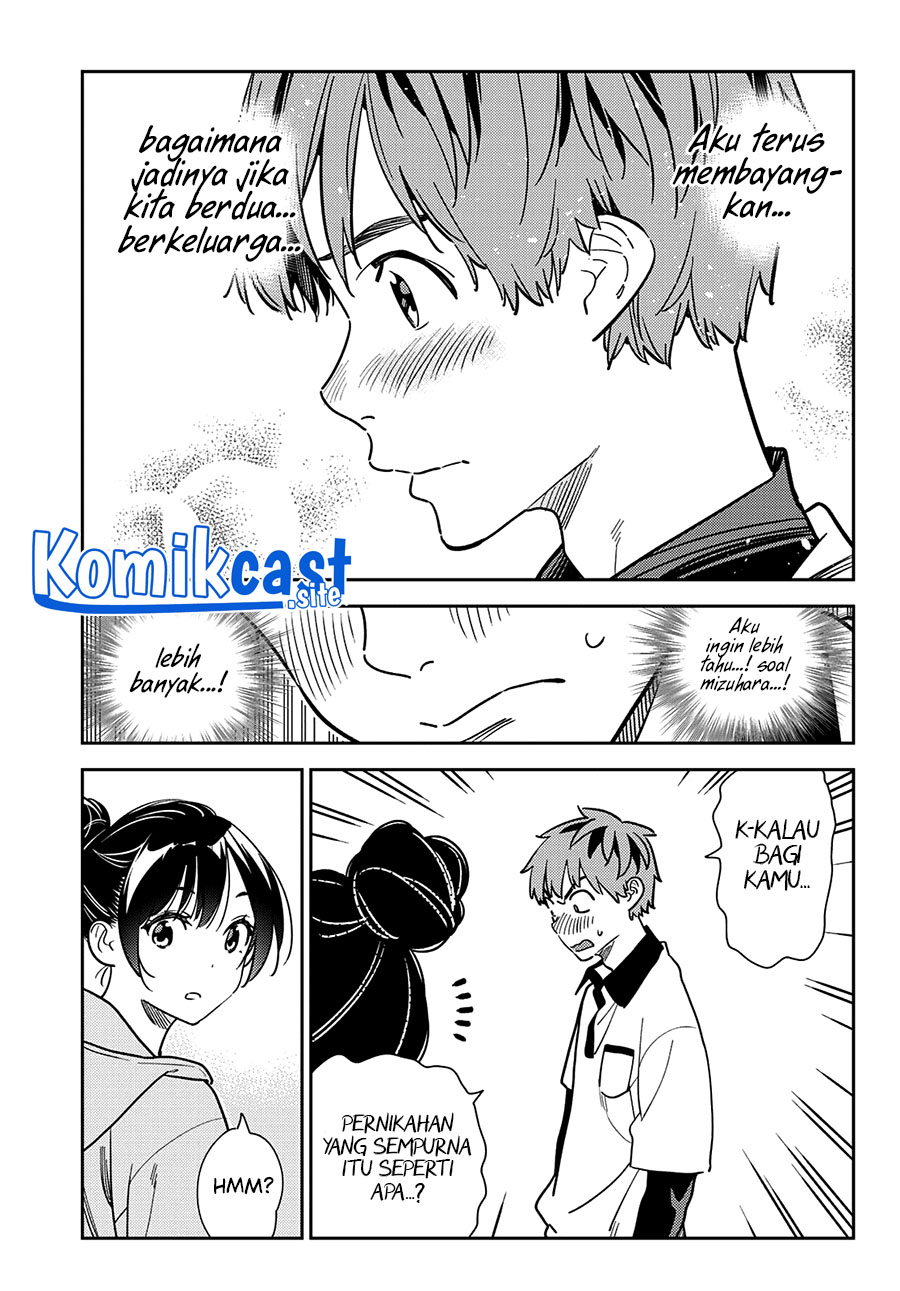 Aku terus
membayang-
kan...
bagaimana
jadinya jika
kita berdua...
berkeluarga...
Komikcast
.site
Aku
ingin lebih
tahu...! soal
mizuhara...!
lebih
banyak...!
K-KALAU
BAGI
KAMU...
PERNIKAHAN
YANG SEMPURNA
ITU SEPERTI
APA...?
HMM?